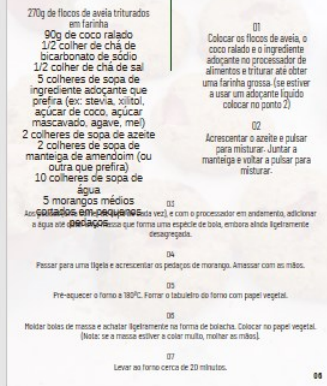 270g de flocos de aveia triturados
em farinha
90g de coco ralado
1/2 colher de chá de
bicarbonato de sódio
1/2 colher de chá de sal
5 colheres de sopa de
ingrediente adoçante que
prefira (ex: stevia, xilitol,
açúcar de coco, açúcar
mascavado, agave, mel)
2 colheres de sopa de azeite
2 colheres de sopa de
manteiga de amendoim (ou
outra que prefira)
10 colheres de sopa de
água
5 morangos médios
cortados em pequenos
pedaços
01
Colocar os flocos de aveia, o
coco ralado e o ingrediente
adoçante no processador de
alimentos e triturar até obter
uma farinha grossa. (se estiver
a usar um adoçante líquido
colocar no ponto 2)
02
Acrescentar o azeite e pulsar
para misturar. Juntar a
manteiga e voltar a pulsar para
misturar.
03
cada vez), e com o processador em andamento, adicionar
a água até massa que forma uma espécie de bola, embora ainda ligeiramente
desagregada.
04
Passar para uma tigela e acrescentar os pedaços de morango. Amassar com as mãos.
05
Pré-aquecer o forno a 180ºC. Forrar o tabuleiro do forno com papel vegetal.
06
Moldar bolas de massa e achatar ligeiramente na forma de bolacha. Colocar no papel vegetal.
(Nota: se a massa estiver a colar muito, molhar as mãos).
07
Levar ao forno cerca de 20 minutos.
06